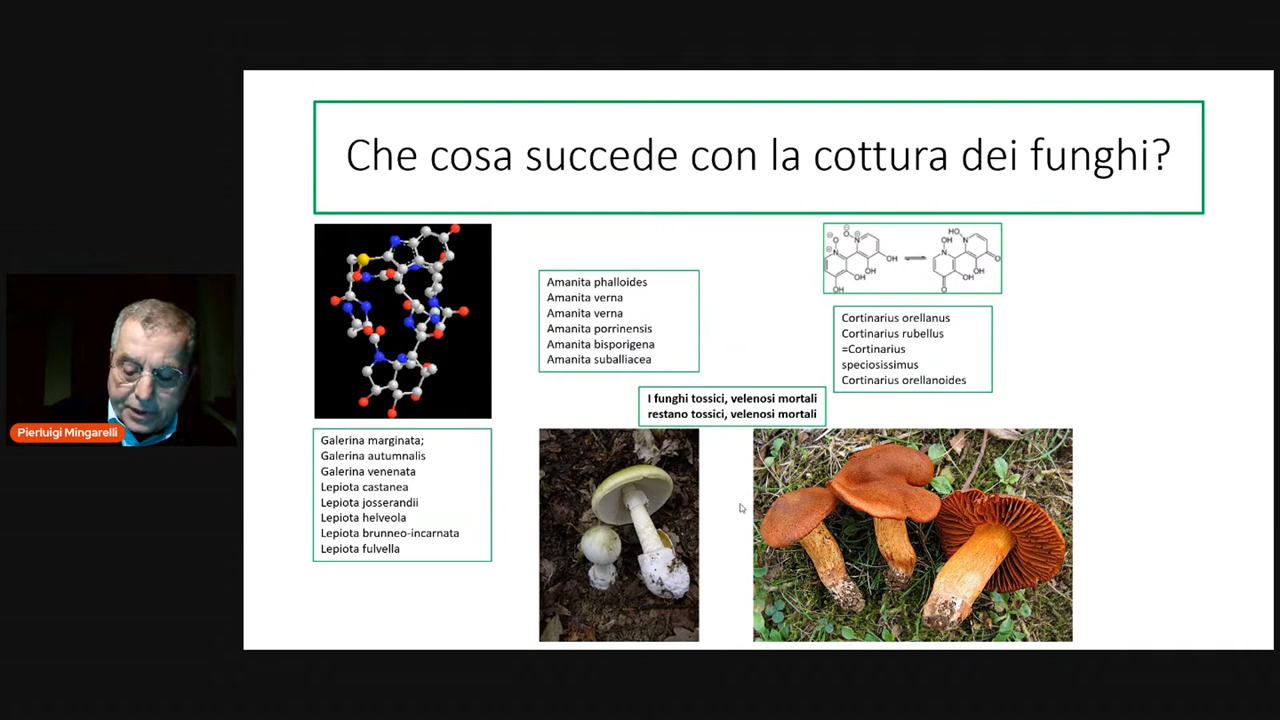 Che cosa succede con la cottura dei funghi?
Amanita phalloides
Amanita verna
Amanita verna
Amanita porrinensis
Amanita bisporigena
Amanita suballiacea
Cortinarius orellanus
Cortinarius rubellus
=Cortinarius
speciosissimus
Cortinarius orellanoides
I funghi tossici, velenosi mortali
restano tossici, velenosi mortali
Pierluigi Mingarelli
Galerina marginata;
Galerina autumnalis
Galerina venenata
Lepiota castanea
Lepiota josserandii
Lepiota helveola
Lepiota brunneo-incarnata
Lepiota fulvella